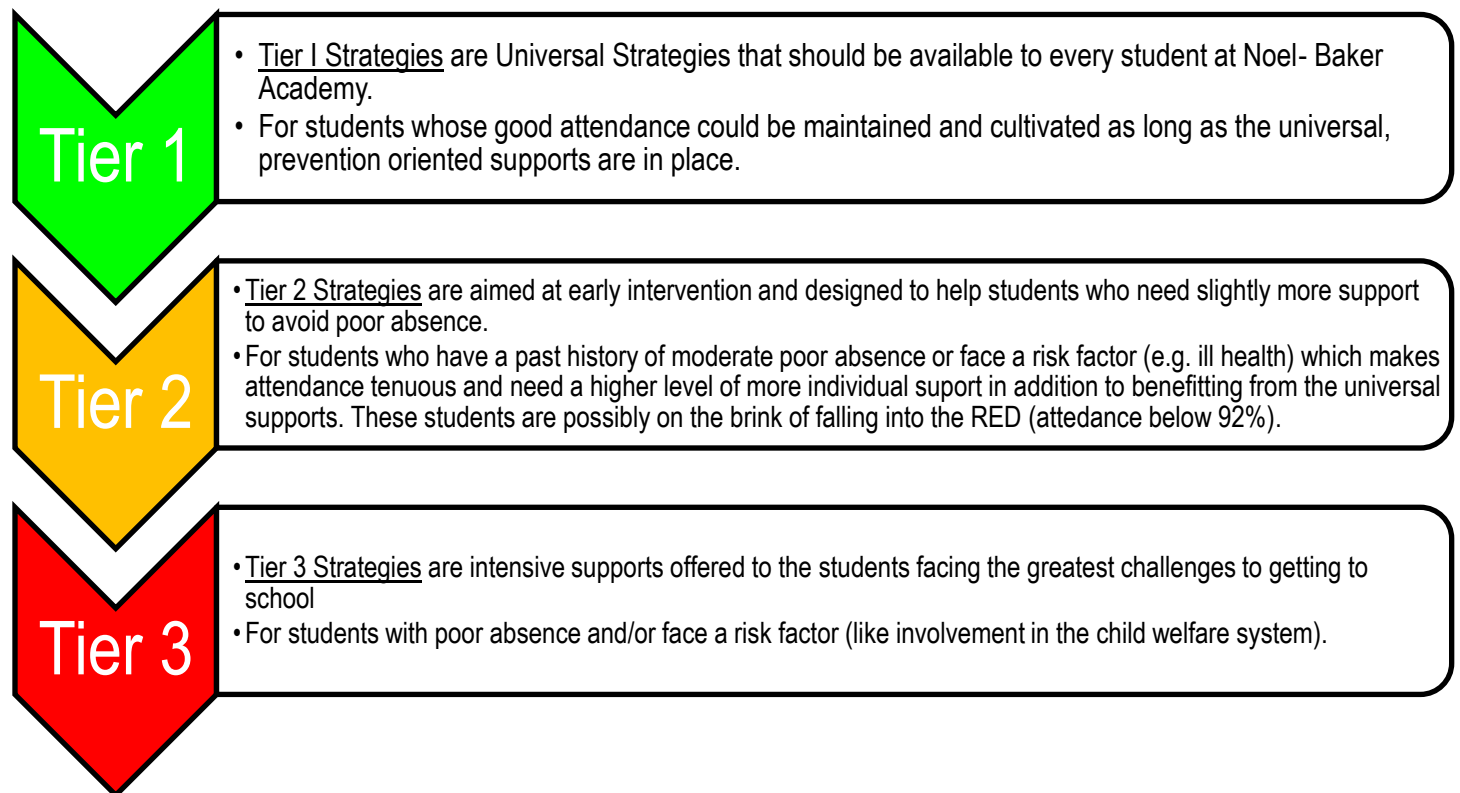 Tier 1
• Tier I Strategies are Universal Strategies that should be available to every student at Noel- Baker
Academy.
• For students whose good attendance could be maintained and cultivated as long as the universal,
prevention oriented supports are in place.
Tier 2
• Tier 2 Strategies are aimed at early intervention and designed to help students who need slightly more support
to avoid poor absence.
• For students who have a past history of moderate poor absence or face a risk factor (e.g. ill health) which makes
attendance tenuous and need a higher level of more individual suport in addition to benefitting from the universal
supports. These students are possibly on the brink of falling into the RED (attedance below 92%).
Tier 3
• Tier 3 Strategies are intensive supports offered to the students facing the greatest challenges to getting to
school
• For students with poor absence and/or face a risk factor (like involvement in the child welfare system).